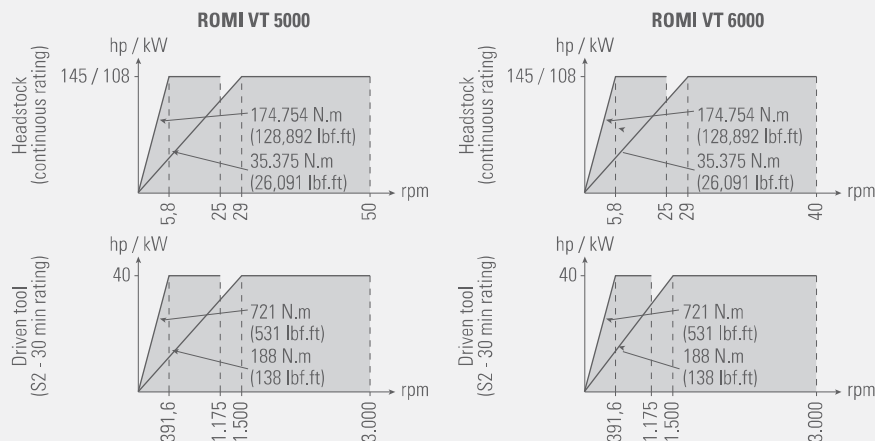 ROMI VT 5000
hp / kW
Headstock
(continuous rating)
145 / 108
174.754 N.m
(128,892 lbf.ft)
35.375 N.m
(26,091 lbf.ft)
rpm
5,8
25
29
50
ROMI VT 6000
hp / kW
Headstock
(continuous rating)
145 / 108
174.754 N.m
(128,892 lbf.ft)
35.375 N.m
(26,091 lbf.ft)
rpm
5,8
25
29
40
hp / kW
Driven tool
(S2 - 30 min rating)
40
721 N.m
(531 lbf.ft)
188 N.m
(138 lbf.ft)
rpm
391,6
1.175
1.500
3.000
hp / kW
Driven tool
(S2 - 30 min rating)
40
721 N.m
(531 lbf.ft)
188 N.m
(138 lbf.ft)
rpm
391,6
1.175
1.500
3.000